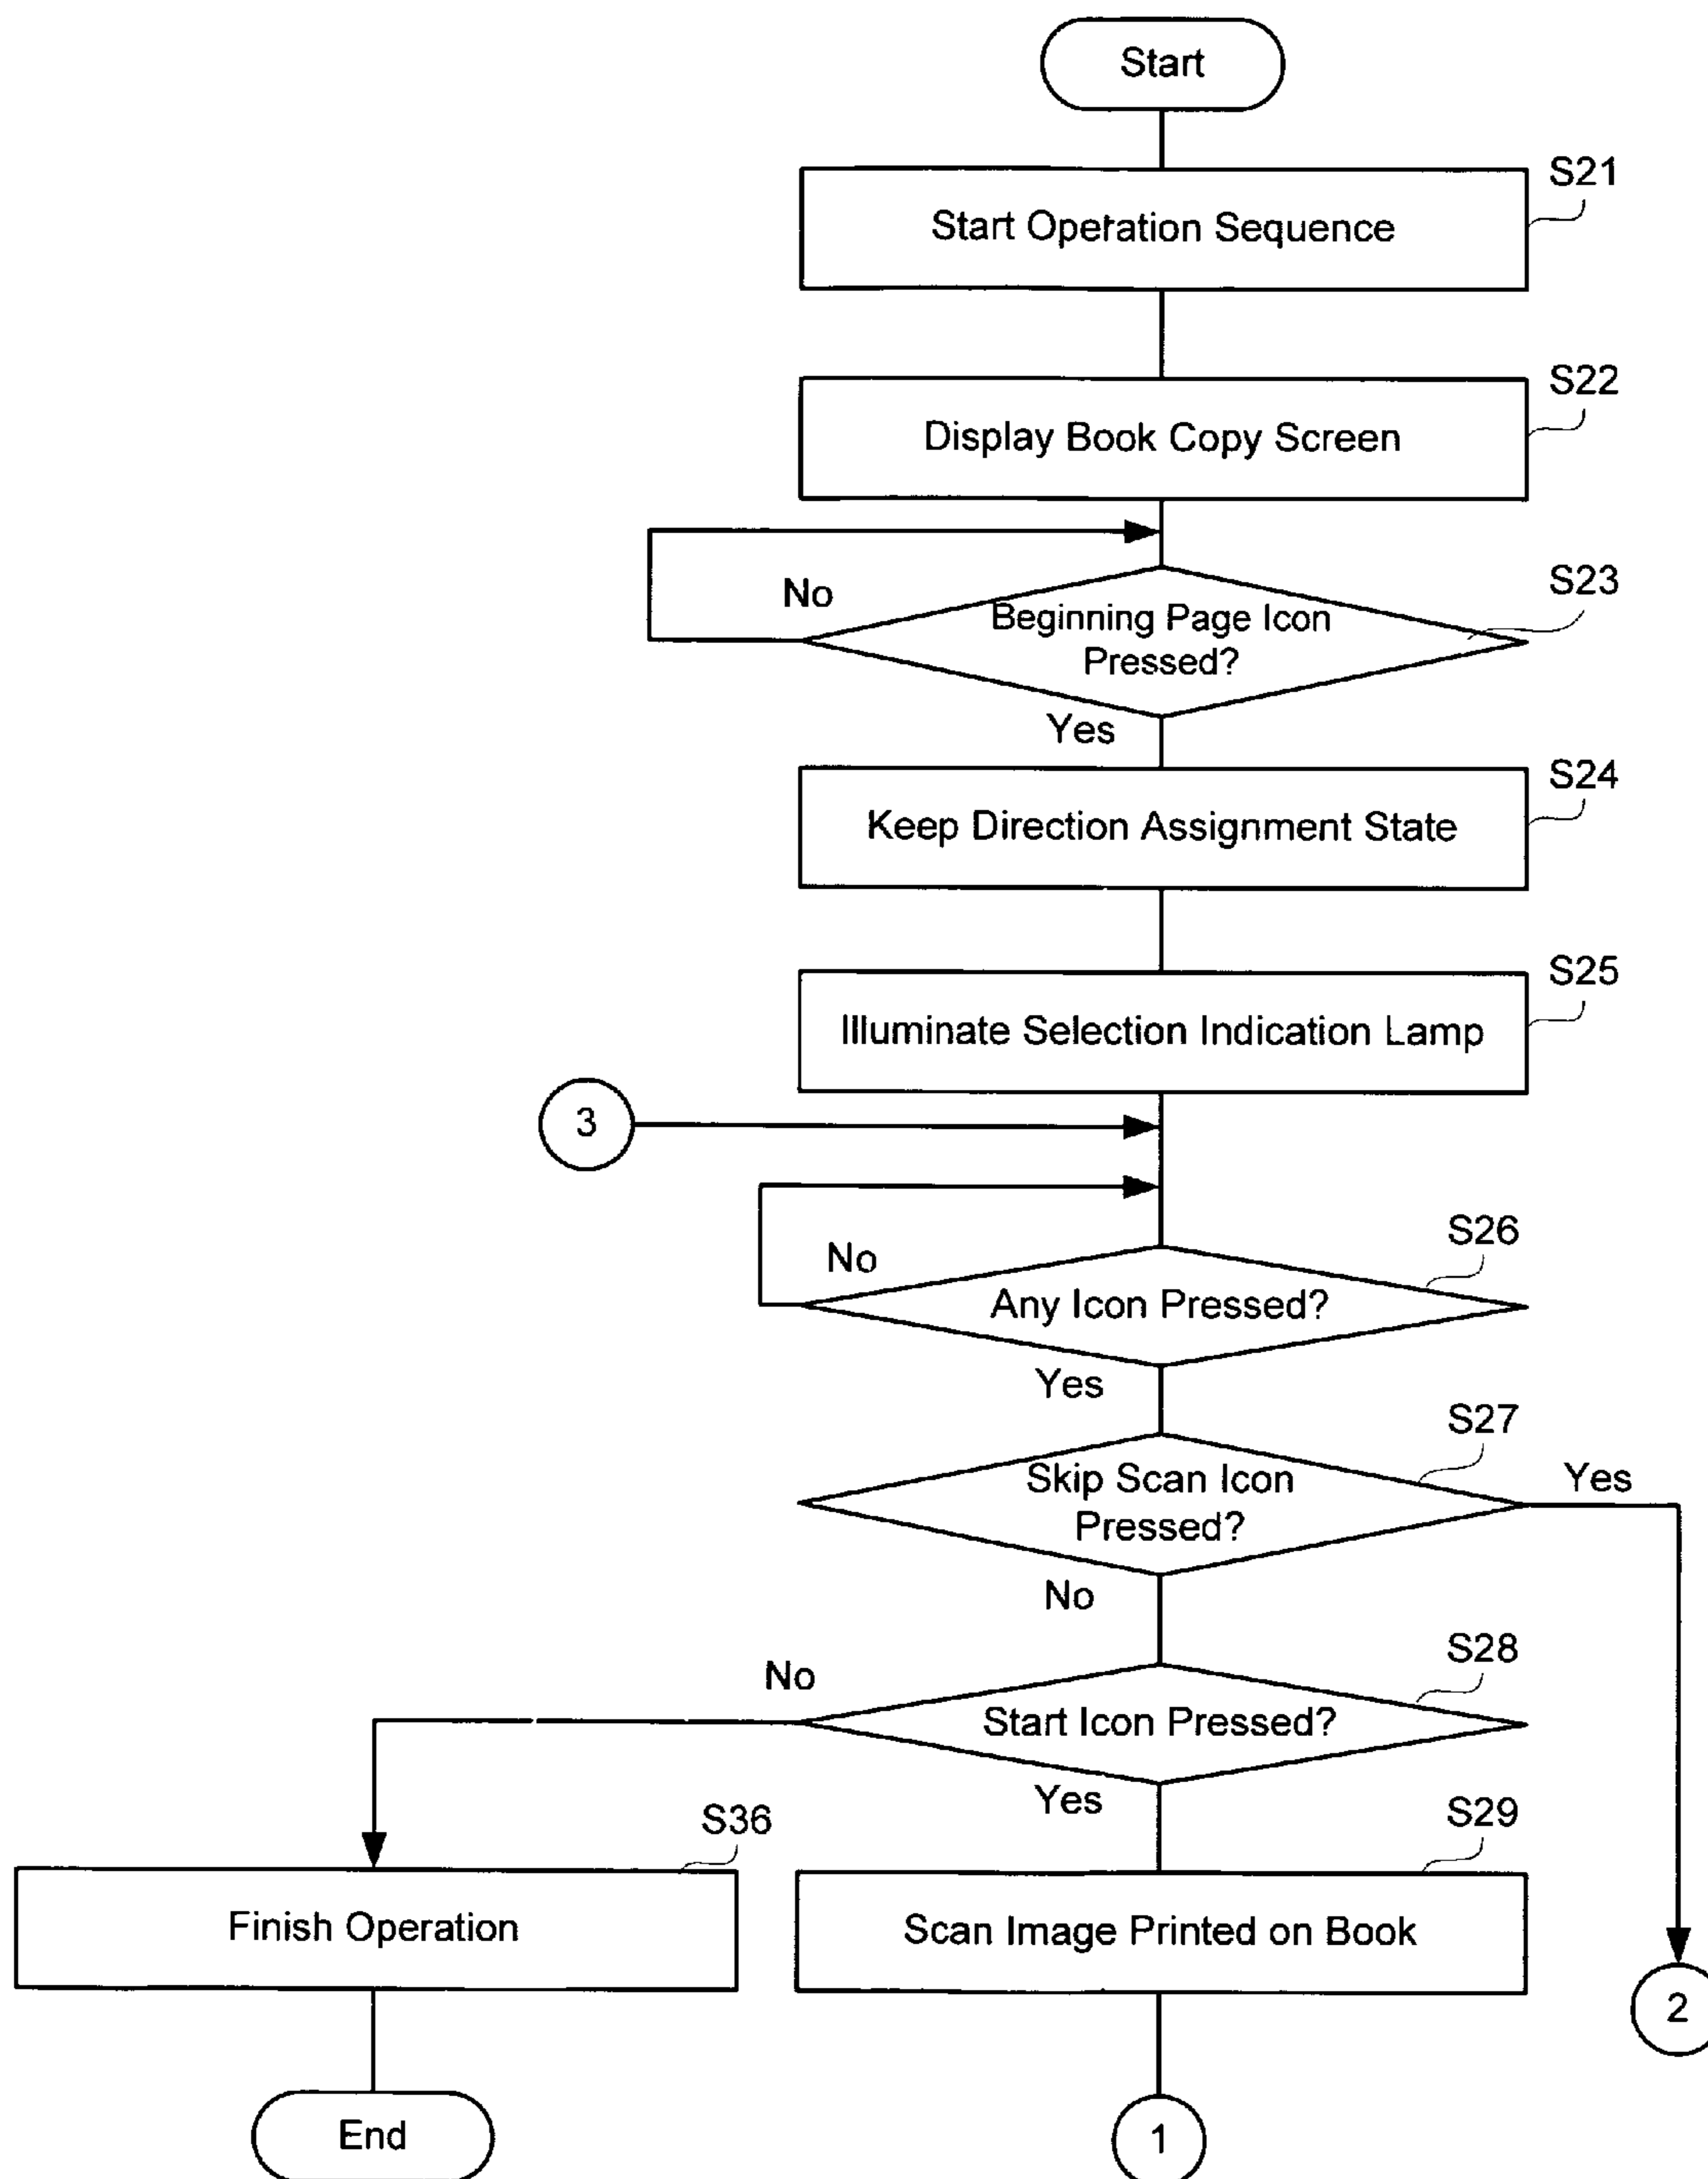 Start
S21
Start Operation Sequence
S22
Display Book Copy Screen
S23
No
Beginning Page Icon
Pressed?
Yes
S24
Keep Direction Assignment State
S25
Illuminate Selection Indication Lamp
3
S26
No
Any Icon Pressed?
Yes
S27
Skip Scan Icon
Pressed?
Yes
No
S28
No
Start Icon Pressed?
Yes
S36
S29
Finish Operation
Scan Image Printed on Book
2
End
1